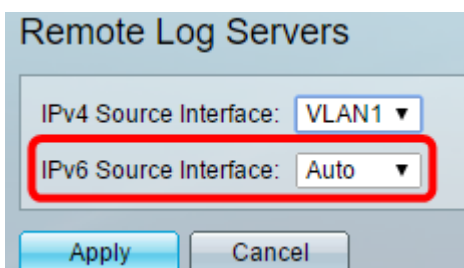 Remote Log Servers
IPv4 Source Interface: VLAN1
IPv6 Source Interface: Auto
Apply Cancel